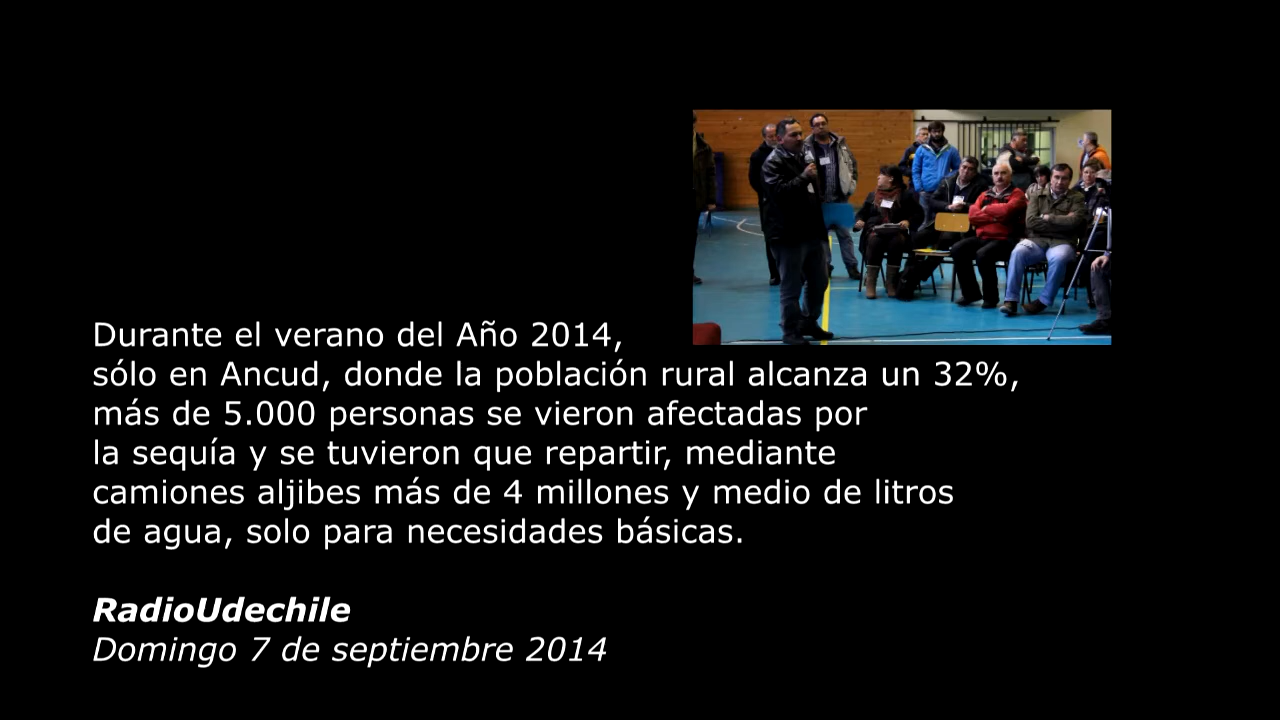 Durante el verano del Año 2014,
sólo en Ancud, donde la población rural alcanza un 32%,
más de 5.000 personas se vieron afectadas por
la sequía y se tuvieron que repartir, mediante
camiones aljibes más de 4 millones y medio de litros
de agua, solo para necesidades básicas.
RadioUdechile
Domingo 7 de septiembre 2014